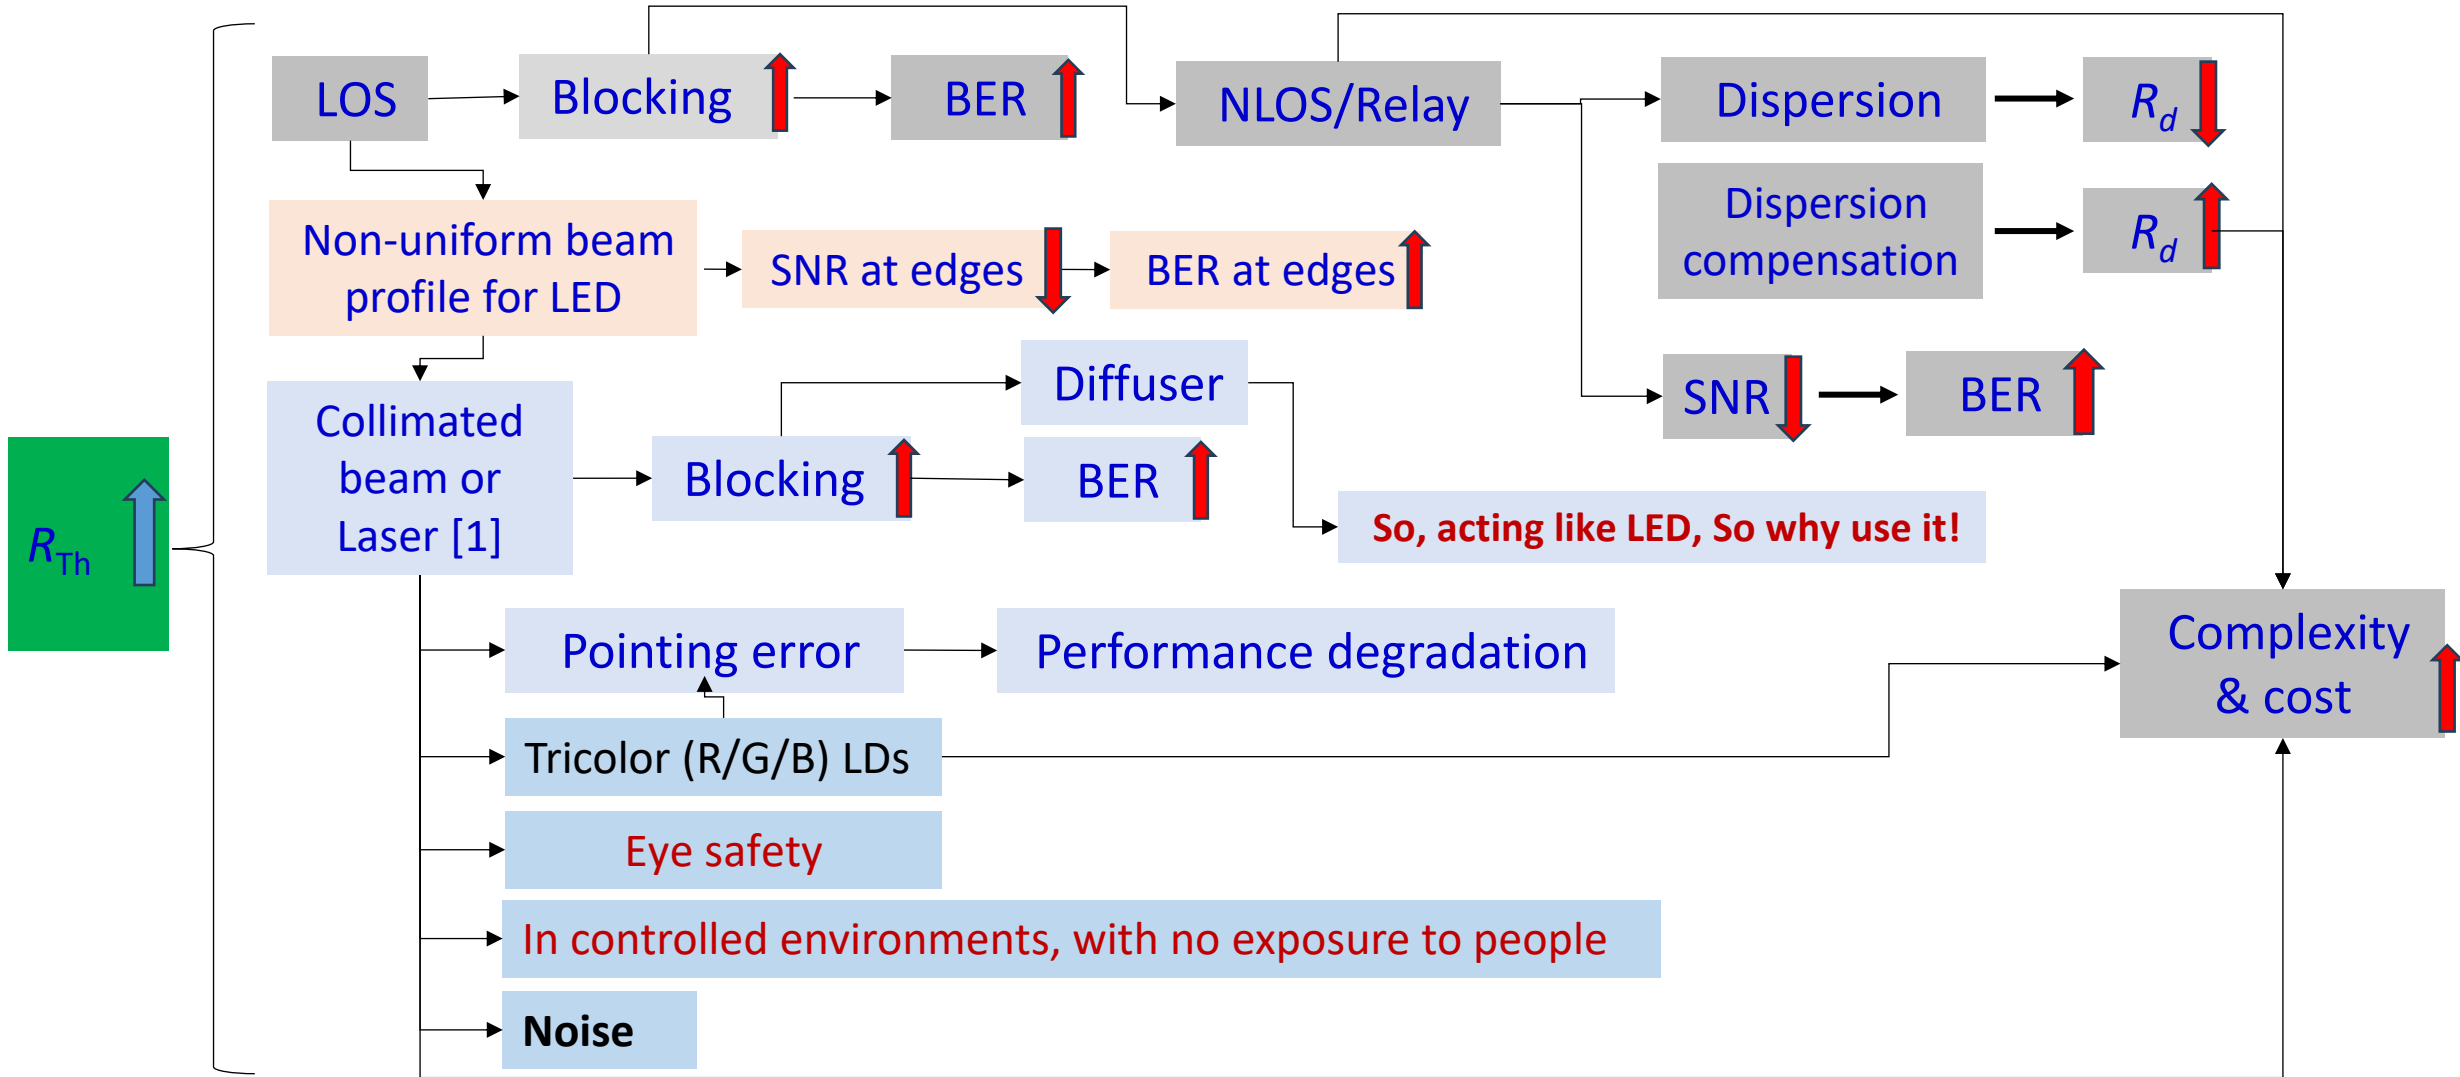 LOS
Blocking
BER
NLOS/Relay
Dispersion
R_d
Dispersion
compensation
R_d
Non-uniform beam
profile for LED
SNR at edges
BER at edges
SNR
BER
Diffuser
Collimated
beam or
Laser [1]
Blocking
BER
So, acting like LED, So why use it!
R_Th
Pointing error
Performance degradation
Complexity
& cost
Tricolor (R/G/B) LDs
Eye safety
In controlled environments, with no exposure to people
Noise